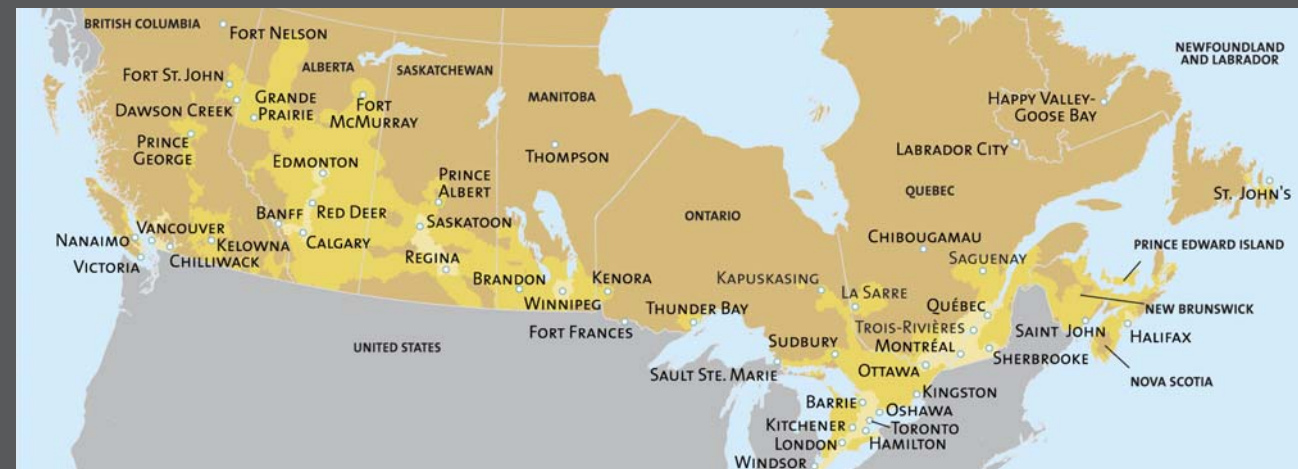 BRITISH COLUMBIA
FORT NELSON
NEWFOUNDLAND
AND LABRADOR
FORT ST. JOHN
ALBERTA
SASKATCHEWAN
DAWSON CREEK
GRANDE
PRAIRIE
FORT
MCMURRAY
MANITOBA
HAPPY VALLEY-
GOOSE BAY
PRINCE
GEORGE
EDMONTON
THOMPSON
LABRADOR CITY
PRINCE
ALBERT
QUEBEC
ST. JOHN'S
BANFF
RED DEER
SASKATOON
ONTARIO
VANCOUVER
NANAIMO
KELOWNA
CALGARY
CHIBOUGAMAU
PRINCE EDWARD ISLAND
VICTORIA
CHILLIWACK
REGINA
SAGUENAY
BRANDON
KENORA
KAPUSKASING
LA SARRE
WINNIPEG
THUNDER BAY
QUÉBEC
NEW BRUNSWICK
FORT FRANCES
TROIS-RIVIÈRES
SAINT JOHN
HALIFAX
UNITED STATES
SUDBURY
MONTRÉAL
SHERBROOKE
SAULT STE. MARIE
OTTAWA
NOVA SCOTIA
KINGSTON
BARRIE
OSHAWA
KITCHENER
TORONTO
LONDON
HAMILTON
WINDSOR